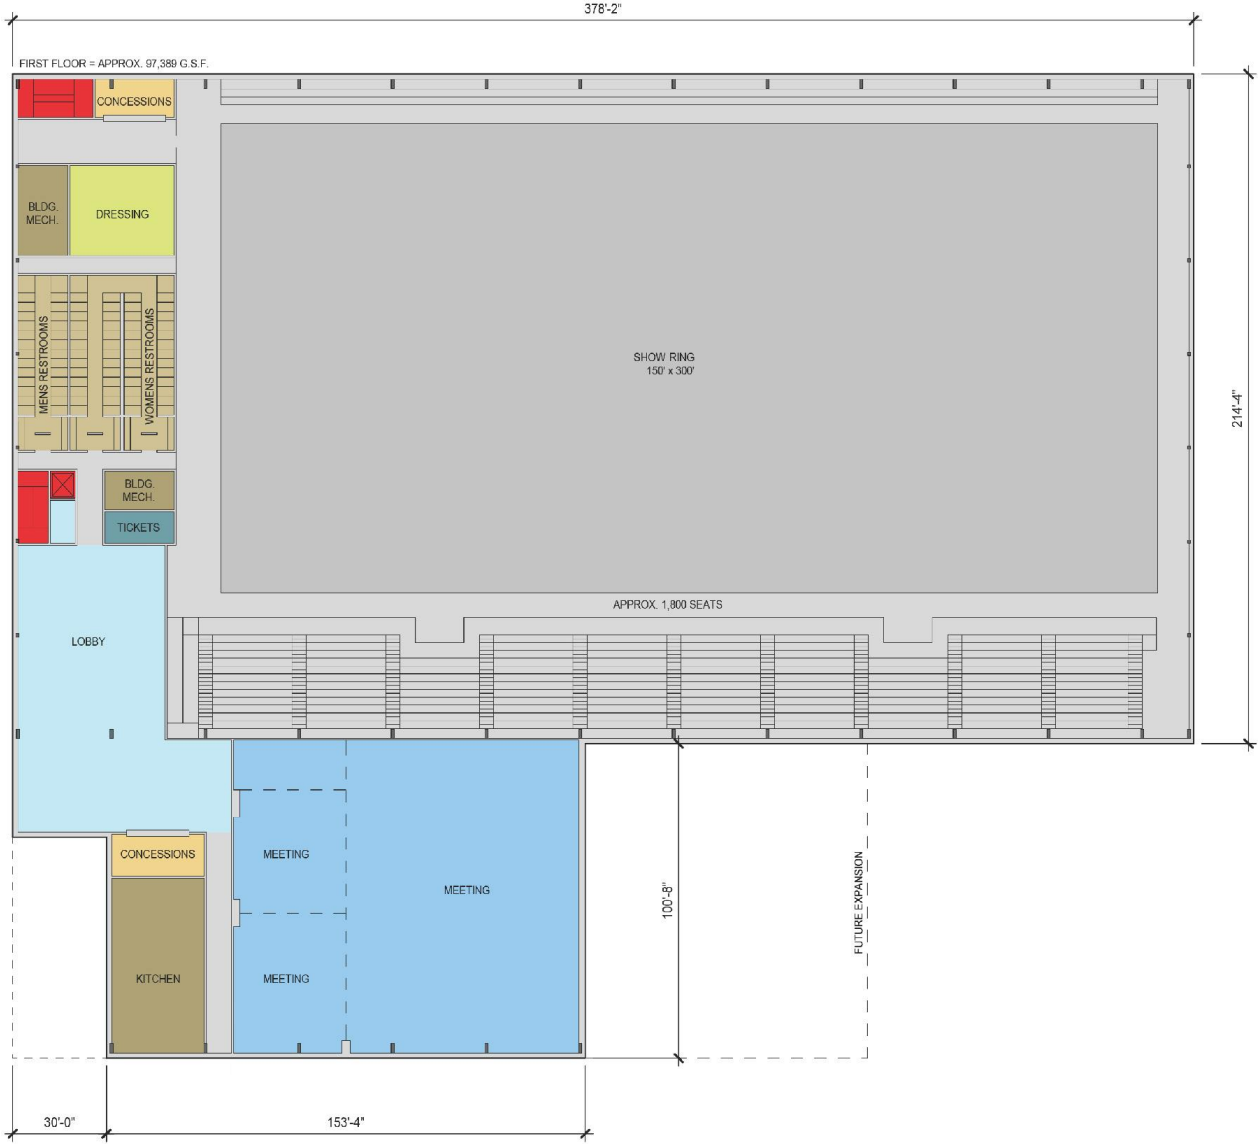 378'-2"
FIRST FLOOR = APPROX. 97,389 G.S.F.
CONCESSIONS
BLDG.
MECH.
DRESSING
MENS RESTROOMS
WOMENS RESTROOMS
SHOW RING
150' x 300'
214'-4"
BLDG.
MECH.
TICKETS
APPROX. 1,800 SEATS
LOBBY
CONCESSIONS
MEETING
MEETING
100'-8"
FUTURE EXPANSION
KITCHEN
MEETING
30'-0"
153'-4"